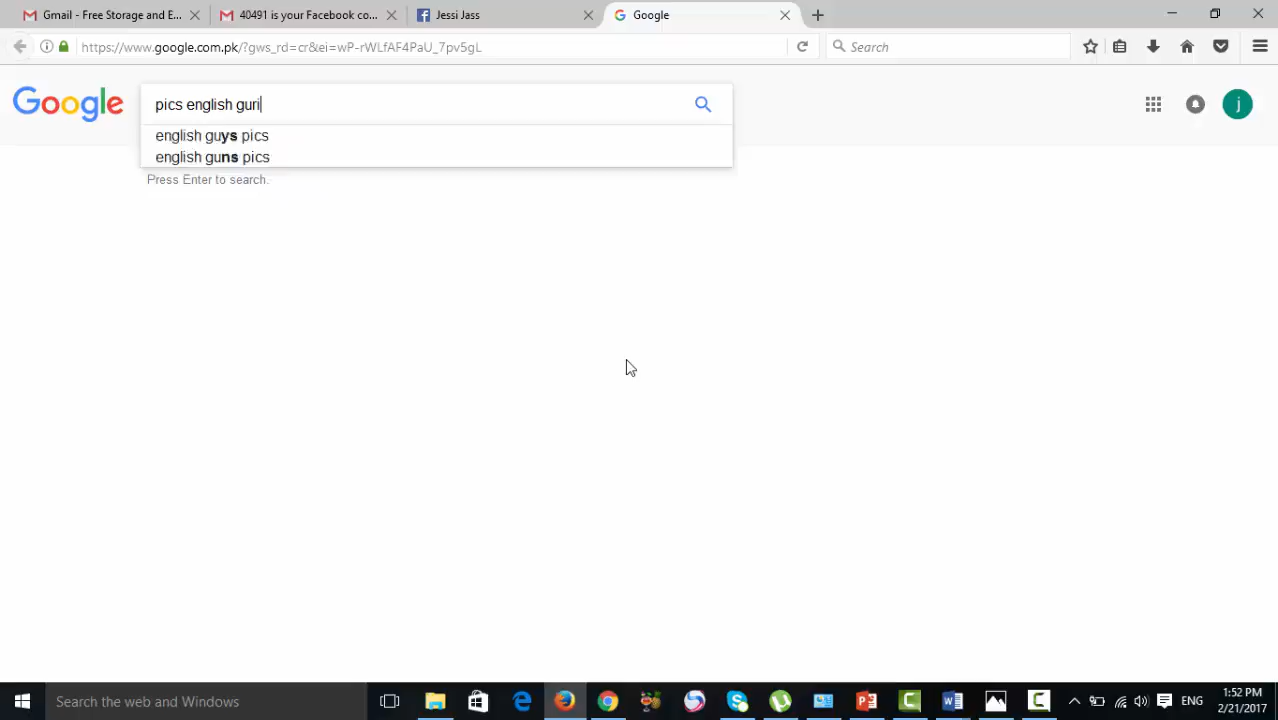 Gmail - Free Storage and E...
40491 is your Facebook co...
Jessi Jass
Google
https://www.google.com.pk/?gws_rd=cr&ei=wP-rWLfAF4PaU_7pv5gL
Search
Google
pics english guri
j
english guys pics
english guns pics
Press Enter to search.
Search the web and Windows
ENG
1:52 PM
2/21/2017